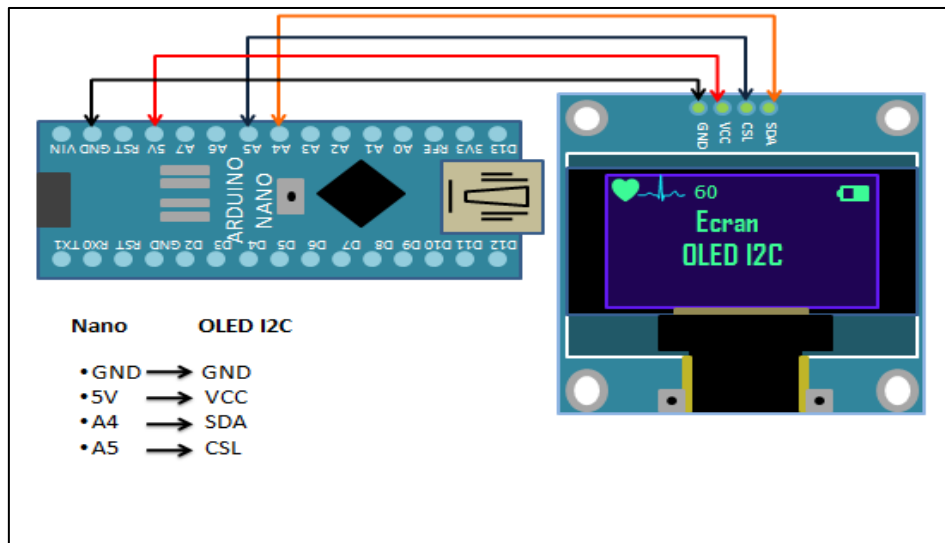 VIN GND RST 5V A7 A6 A5 A4 A3 A2 A1 A0 RFE 3V3 D13
ARDUINO
NANO
TX1 RX0 RST GND D2 D3 D4 D5 D6 D7 D8 D9 D10 D11 D12
GND VCC CSL SDA
60
Ecran
OLED I2C
Nano OLED I2C
•GND GND
•5V VCC
•A4 SDA
•A5 CSL